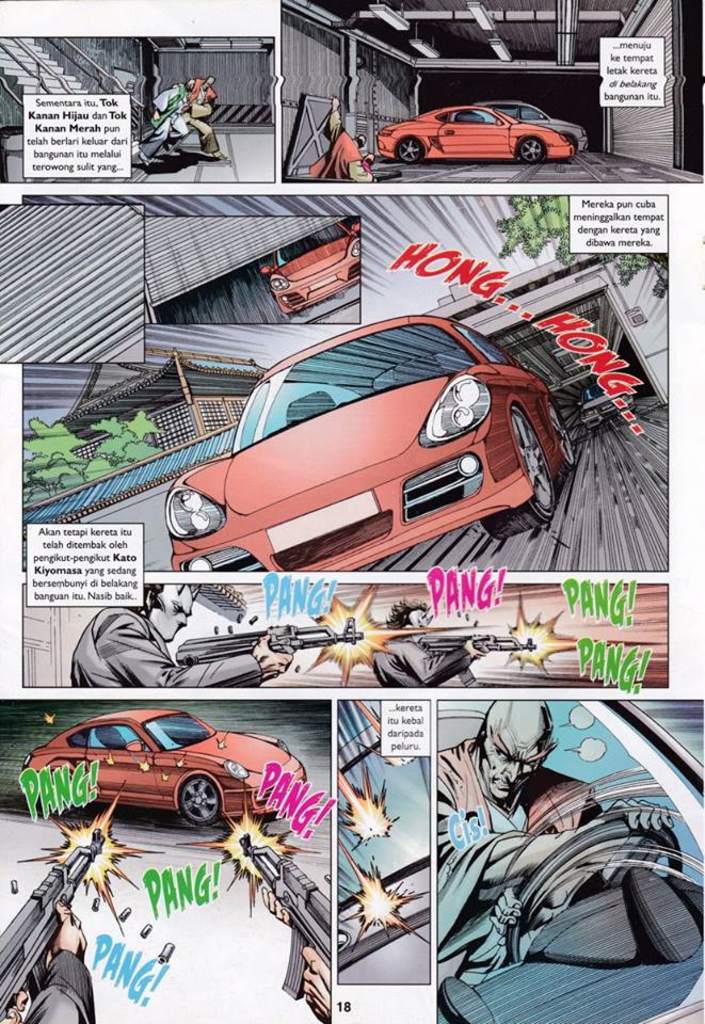 Sementara itu, Tok
Kanan Hijau dan Tok
Kanan Merah pun
telah berlari keluar dari
bangunan itu melalui
terowong sulit yang...
...menuju
ke tempat
letak kereta
di belakang
bangunan itu.
Mereka pun cuba
meninggalkan tempat
dengan kereta yang
dibawa mereka.
HONG... HONG...
Akan tetapi kereta itu
telah ditembak oleh
pengikut-pengikut Kato
Kiyomasa yang sedang
bersembunyi di belakang
banguan itu. Nasib baik..
PANG!
PANG!
PANG!
PANG!
PANG!
PANG!
PANG!
PANG!
...kereta
itu kebal
daripada
peluru.
Cis!
18